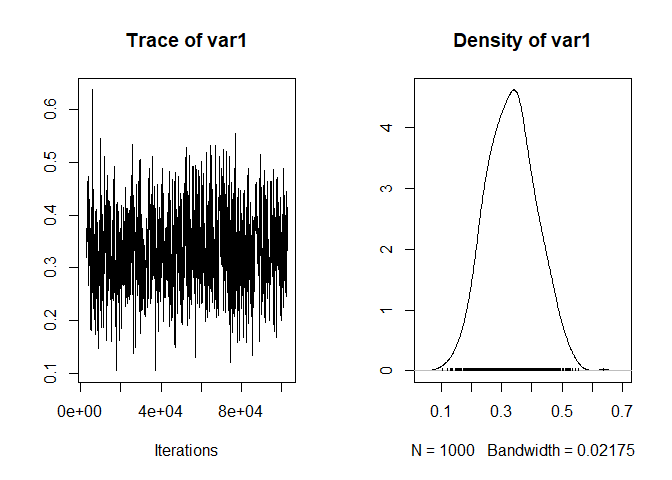 Trace of var1
0.6
0.5
0.4
0.3
0.2
0.1
0e+00 4e+04 8e+04
Iterations
Density of var1
4
3
2
1
0
0.1 0.3 0.5 0.7
N = 1000 Bandwidth = 0.02175